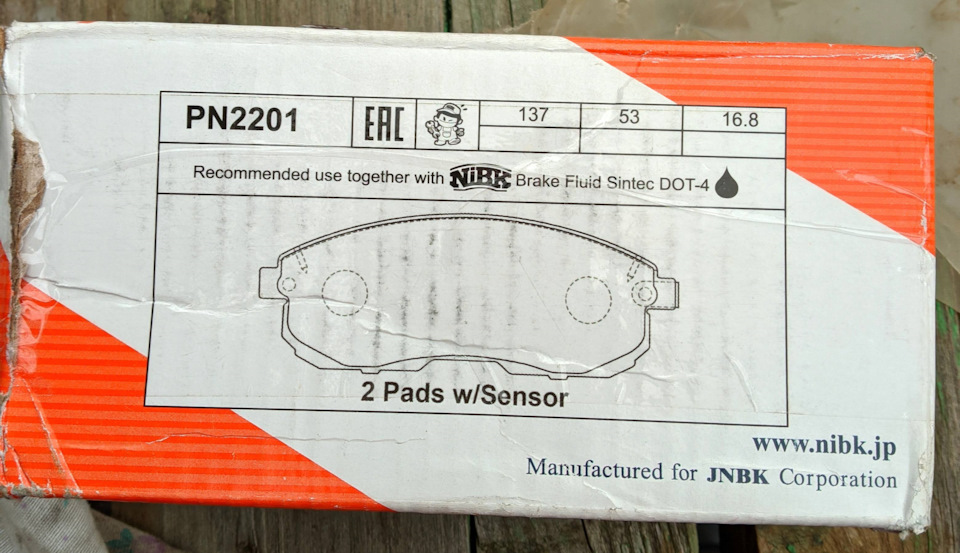 PN2201 EAC 137 53 16.8
Recommended use together with NiBK Brake Fluid Sintec DOT-4
2 Pads w/Sensor
www.nibk.jp
Manufactured for JNBK Corporation